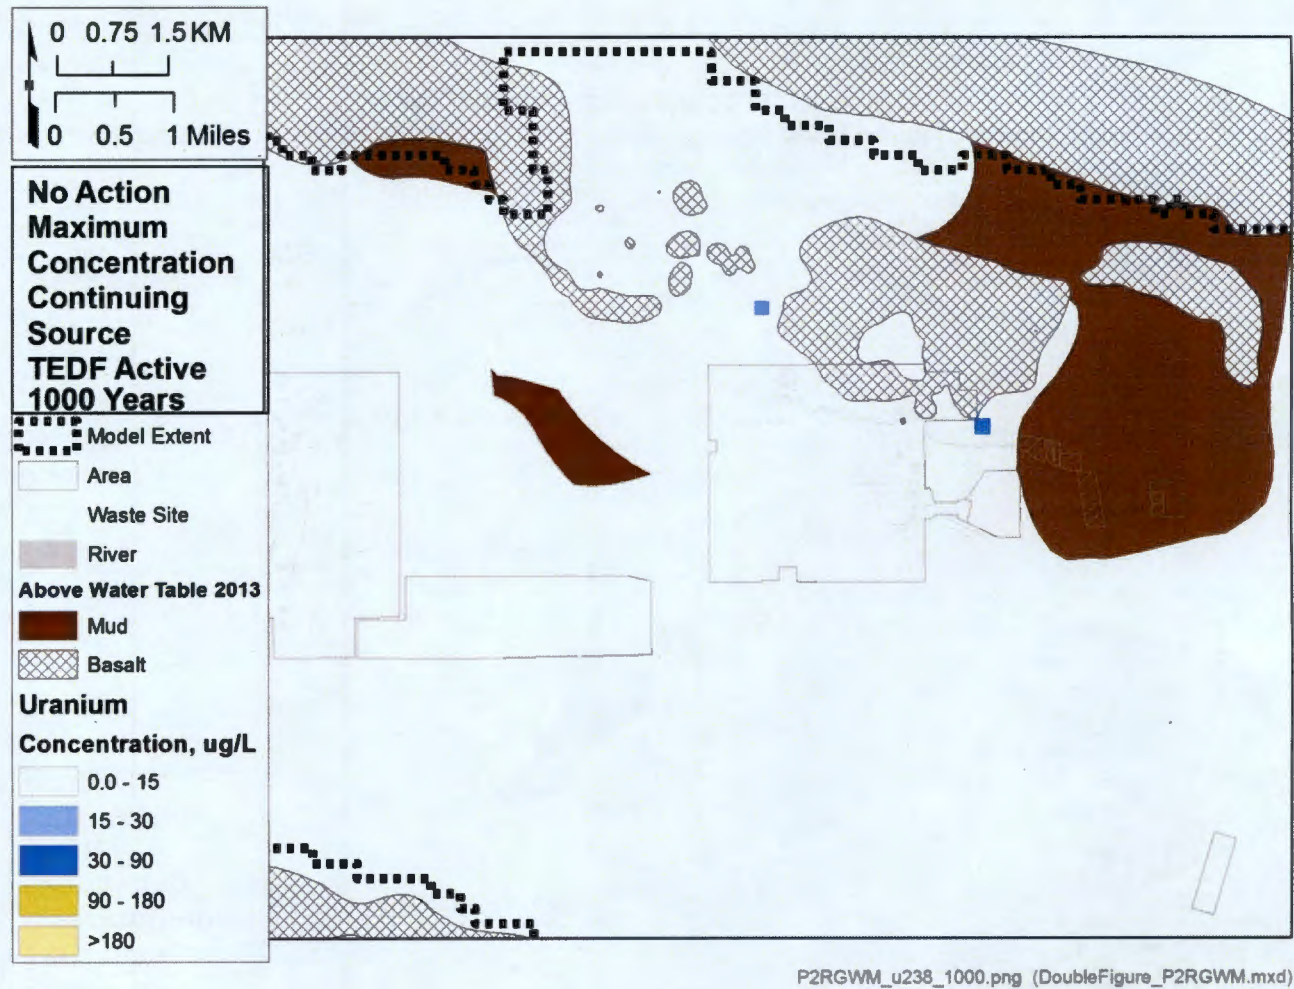 0 0.75 1.5 KM
0 0.5 1 Miles
No Action
Maximum
Concentration
Continuing
Source
TEDF Active
1000 Years
Model Extent
Area
Waste Site
River
Above Water Table 2013
Mud
Basalt
Uranium
Concentration, ug/L
0.0 - 15
15 - 30
30 - 90
90 - 180
>180
P2RGWM_u238_1000.png (DoubleFigure_P2RGWM.mxd)